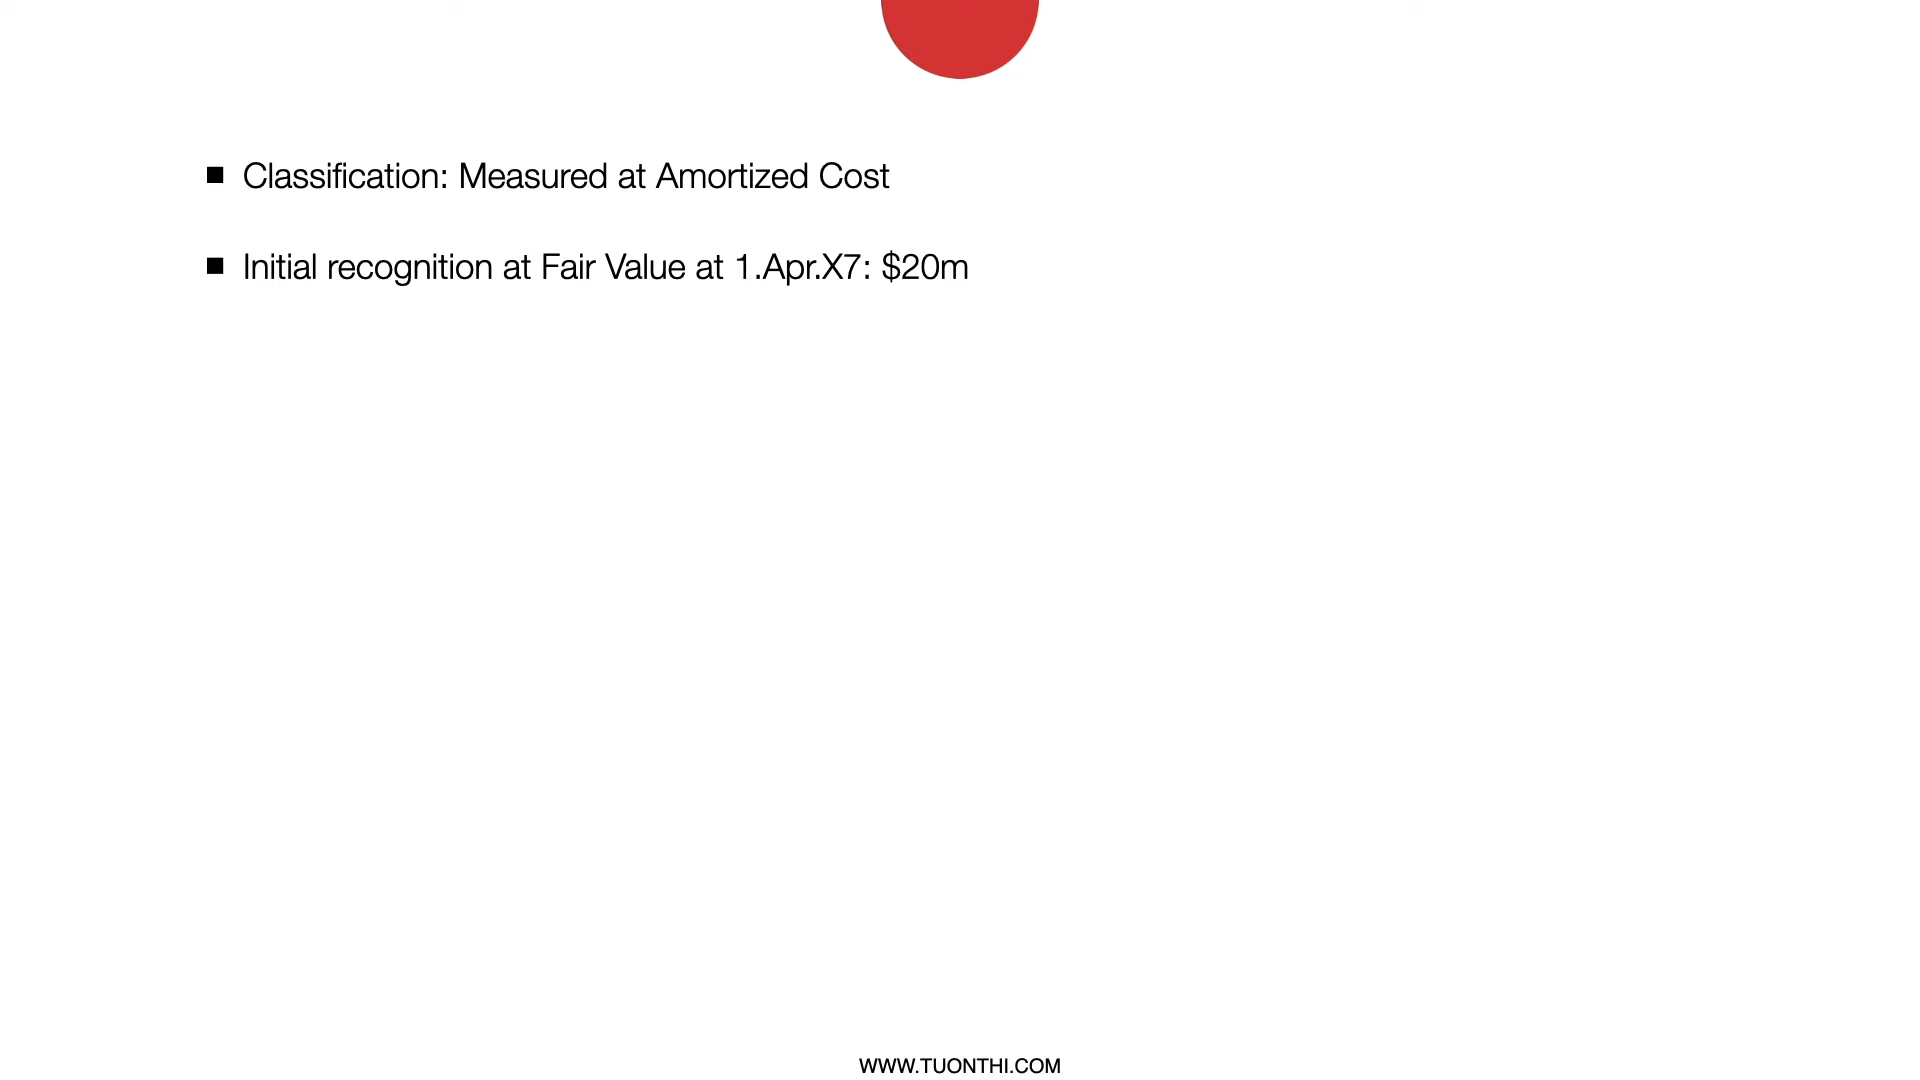 ■ Classification: Measured at Amortized Cost
■ Initial recognition at Fair Value at 1.Apr.X7: $20m
WWW.TUONTHI.COM